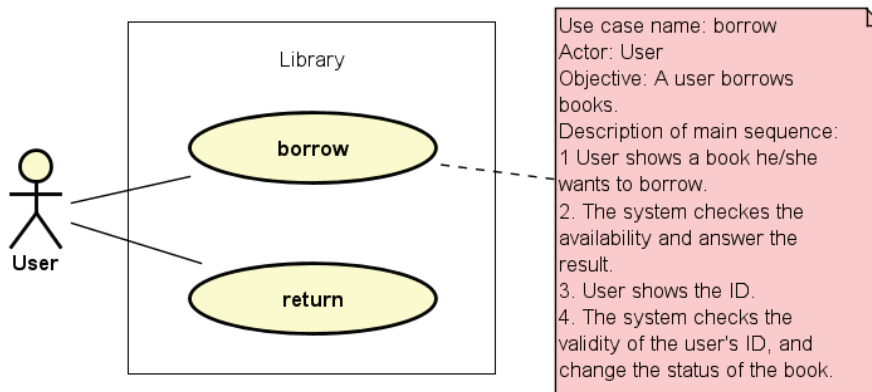 Library
borrow
return
User
Use case name: borrow
Actor: User
Objective: A user borrows
books.
Description of main sequence:
1 User shows a book he/she
wants to borrow.
2. The system checkes the
availability and answer the
result.
3. User shows the ID.
4. The system checks the
validity of the user's ID, and
change the status of the book.